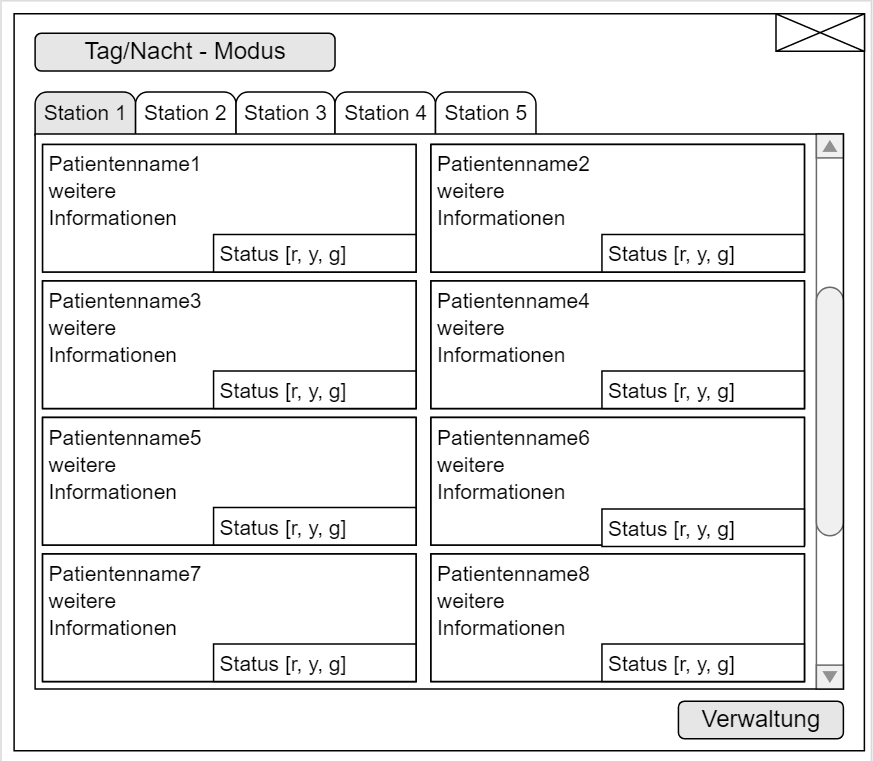 Tag/Nacht - Modus
Station 1 Station 2 Station 3 Station 4 Station 5
Patientenname1
weitere
Informationen
Status [r, y, g]
Patientenname2
weitere
Informationen
Status [r, y, g]
Patientenname3
weitere
Informationen
Status [r, y, g]
Patientenname4
weitere
Informationen
Status [r, y, g]
Patientenname5
weitere
Informationen
Status [r, y, g]
Patientenname6
weitere
Informationen
Status [r, y, g]
Patientenname7
weitere
Informationen
Status [r, y, g]
Patientenname8
weitere
Informationen
Status [r, y, g]
Verwaltung